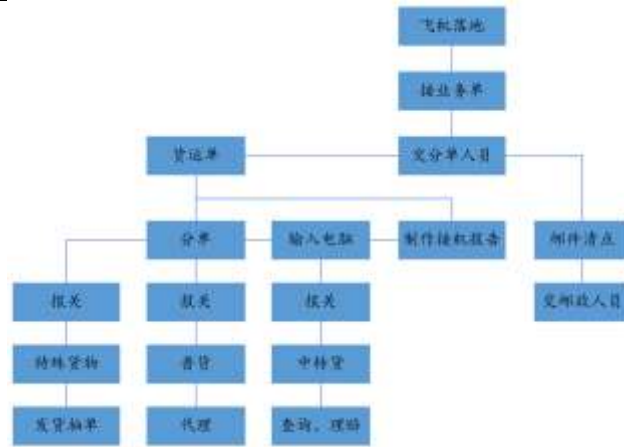 飞机落地
接业务单
货运单
交分单人员
分单
输入电脑
制作接机报告
邮件清点
报关
报关
报关
交邮政人员
特殊货物
普货
中转货
发货抽单
代理
查询、理赔